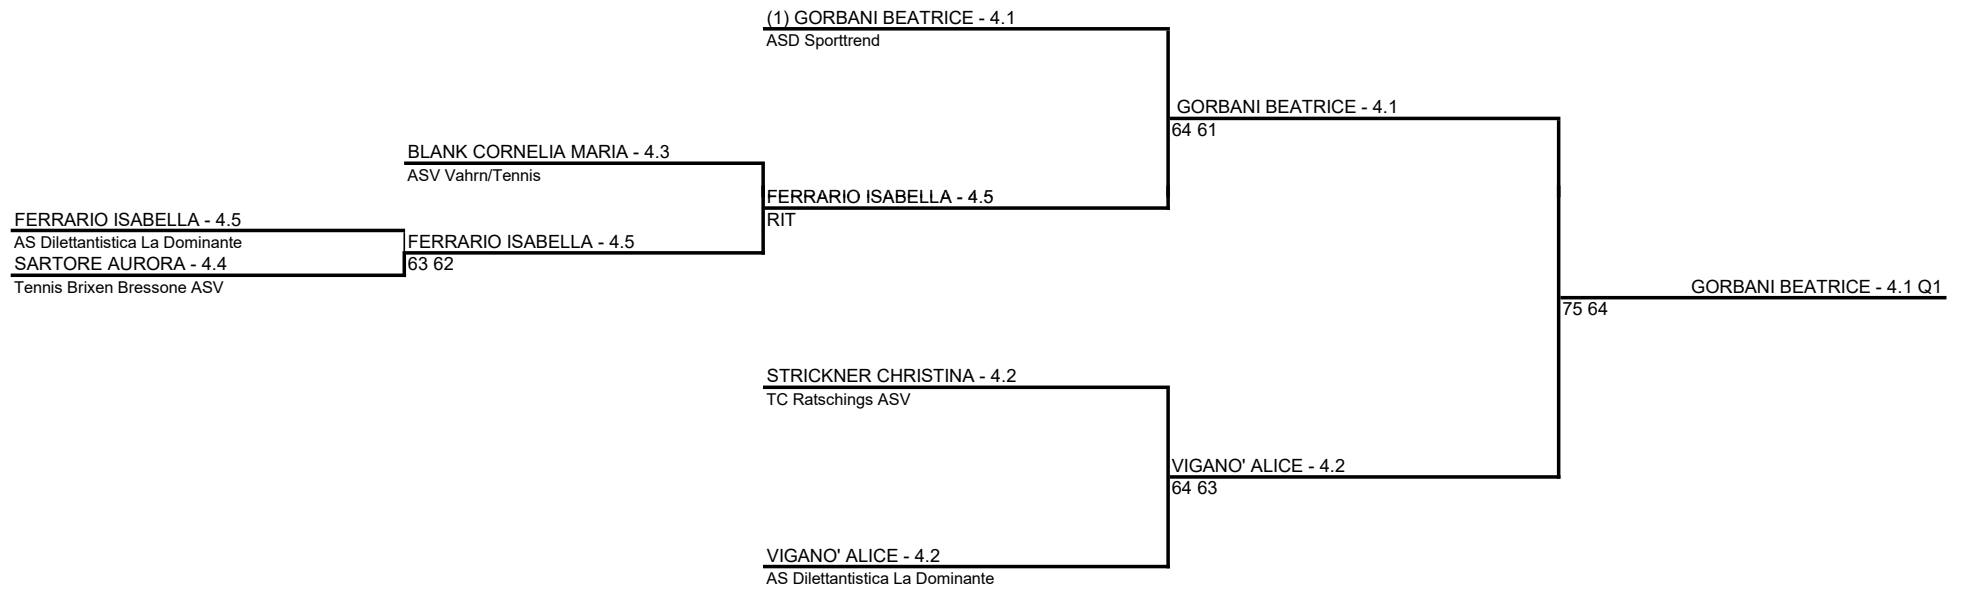 (1) GORBANI BEATRICE - 4.1
ASD Sporttrend
GORBANI BEATRICE - 4.1
64 61
BLANK CORNELIA MARIA - 4.3
ASV Vahrn/Tennis
FERRARIO ISABELLA - 4.5
RIT
FERRARIO ISABELLA - 4.5
AS Dilettantistica La Dominante
FERRARIO ISABELLA - 4.5
63 62
SARTORE AURORA - 4.4
Tennis Brixen Bressone ASV
GORBANI BEATRICE - 4.1 Q1
75 64
STRICKNER CHRISTINA - 4.2
TC Ratschings ASV
VIGANO' ALICE - 4.2
64 63
VIGANO' ALICE - 4.2
AS Dilettantistica La Dominante